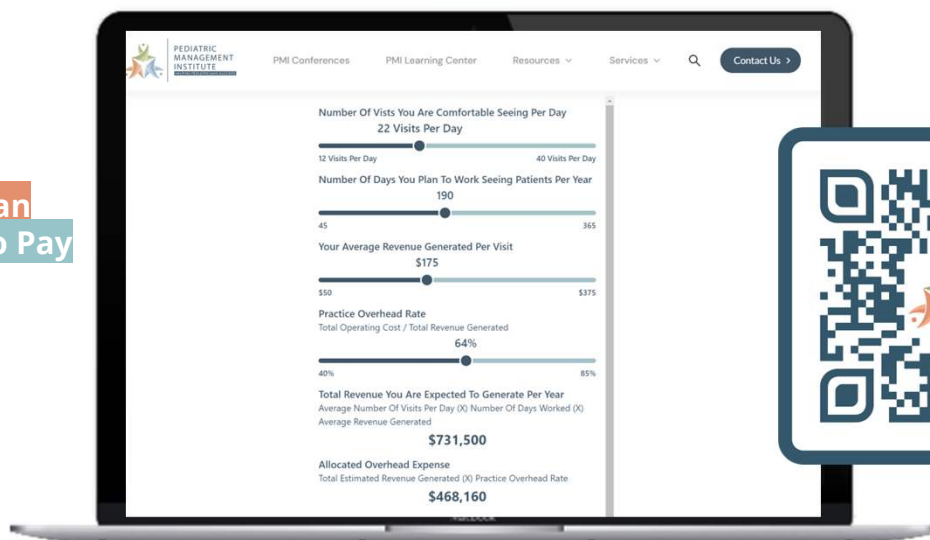 PEDIATRIC
MANAGEMENT
INSTITUTE
PMI Conferences PMI Learning Center Resources Services Contact Us >
Number Of Vists You Are Comfortable Seeing Per Day
22 Visits Per Day
12 Visits Per Day 40 Visits Per Day
Number Of Days You Plan To Work Seeing Patients Per Year
190
45 365
Your Average Revenue Generated Per Visit
$175
$50 $375
Practice Overhead Rate
Total Operating Cost / Total Revenue Generated
64%
40% 85%
Total Revenue You Are Expected To Generate Per Year
Average Number Of Visits Per Day (X) Number Of Days Worked (X)
Average Revenue Generated
$731,500
Allocated Overhead Expense
Total Estimated Revenue Generated (X) Practice Overhead Rate
$468,160
an
o Pay